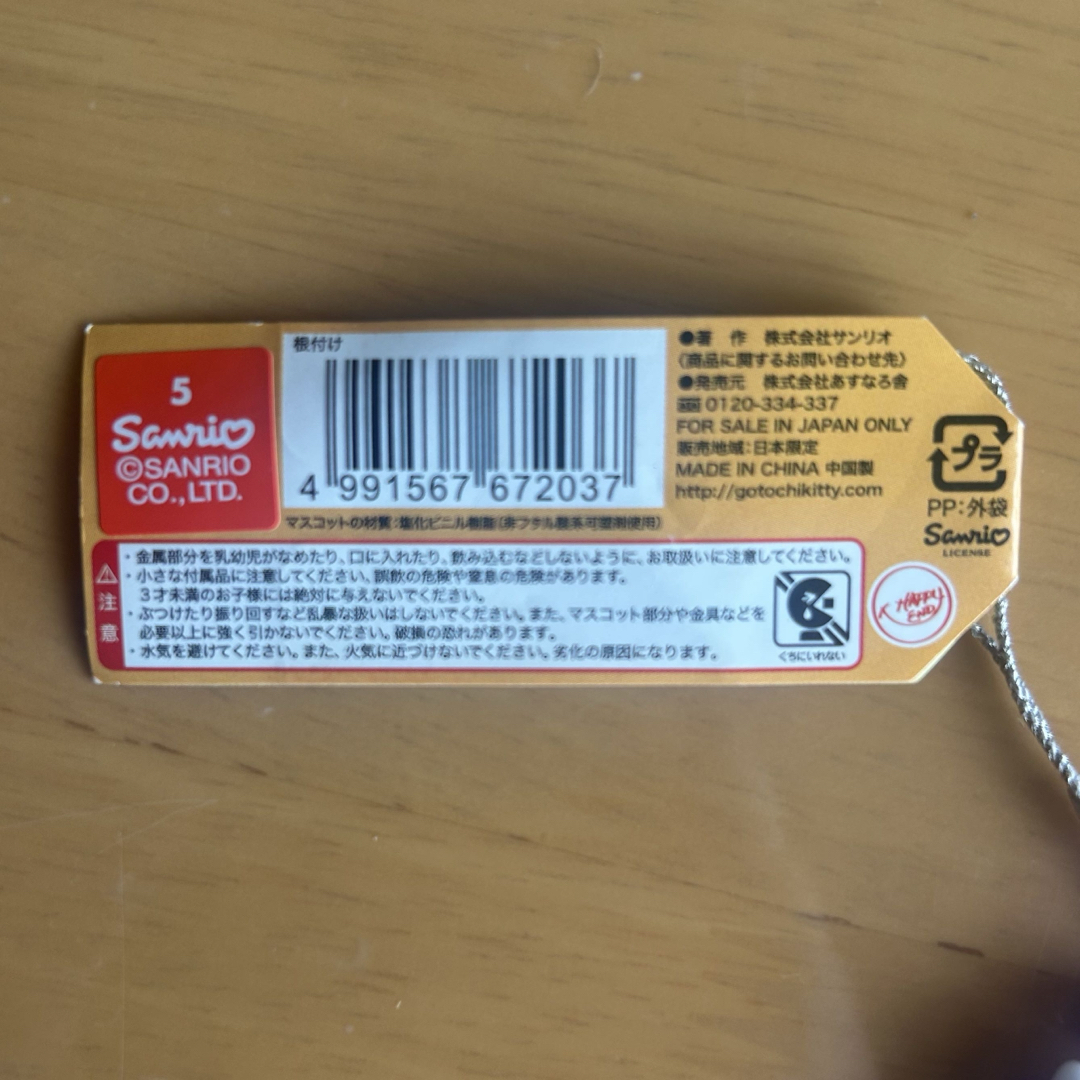 5
Sanrio
©SANRIO
CO.,LTD.
根付け
4 991567 672037
マスコットの材質：塩化ビニル樹脂（非フタル酸系可塑剤使用）
●著　作　株式会社サンリオ
（商品に関するお問い合わせ先）
●発売元　株式会社あすなろ舎
0120-334-337
FOR SALE IN JAPAN ONLY
販売地域：日本限定
MADE IN CHINA 中国製
http://gotochikitty.com
プラ
PP：外袋
Sanrio
LICENSE
注意
・金属部分を乳幼児がなめたり、口に入れたり、飲み込むなどしないように、お取扱いに注意してください。
・小さな付属品に注意してください。誤飲の危険や窒息の危険があります。
３才未満のお子様には絶対に与えないでください。
・ぶつけたり振り回すなど乱暴な扱いはしないでください。また、マスコット部分や金具などを
必要以上に強く引かないでください。破損の恐れがあります。
・水気を避けてください。また、火気に近づけないでください。劣化の原因になります。
くちにいれない
HAPPY
END